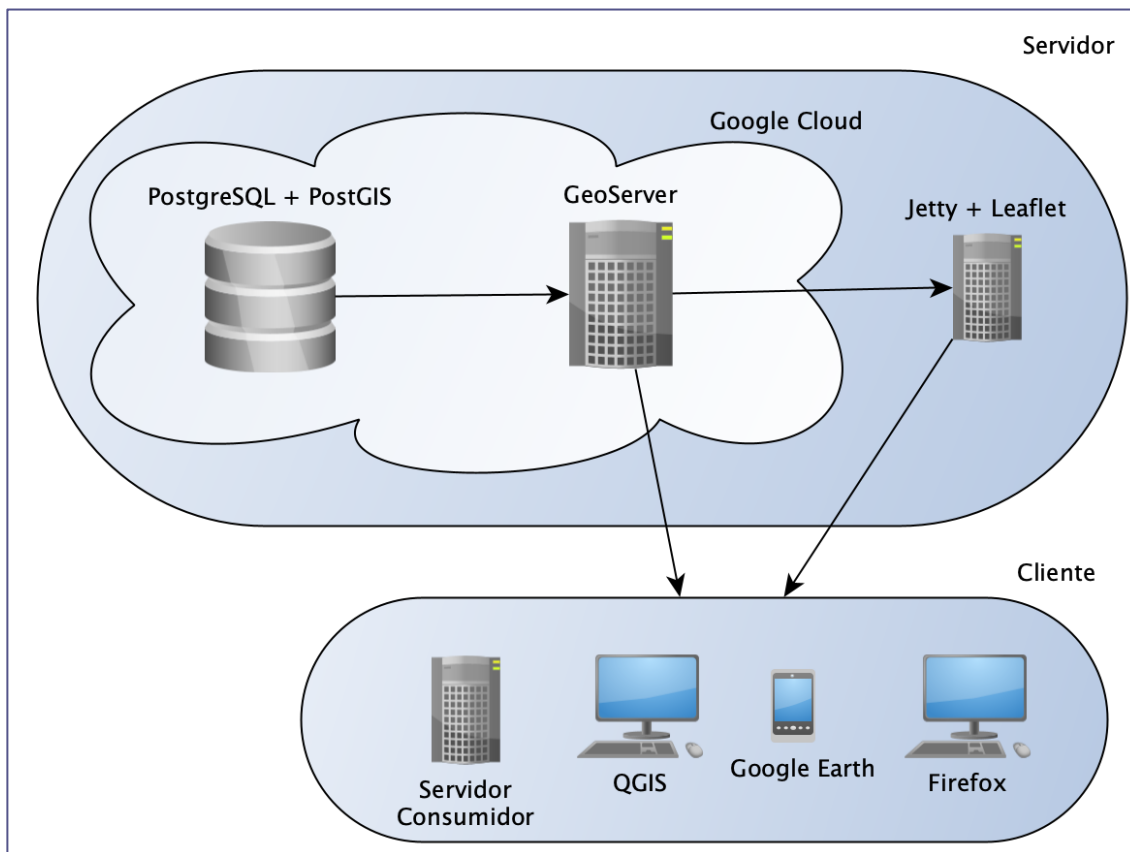 Servidor
Google Cloud
PostgreSQL + PostGIS
GeoServer
Jetty + Leaflet
Cliente
Servidor
Consumidor
QGIS
Google Earth
Firefox